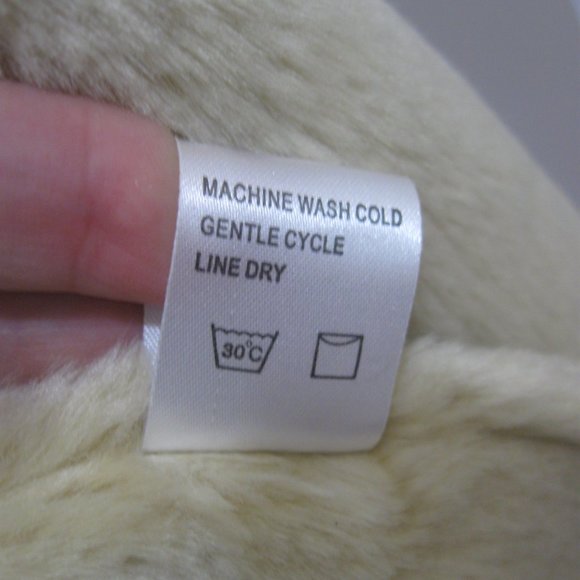 MACHINE WASH COLD
GENTLE CYCLE
LINE DRY
30°C